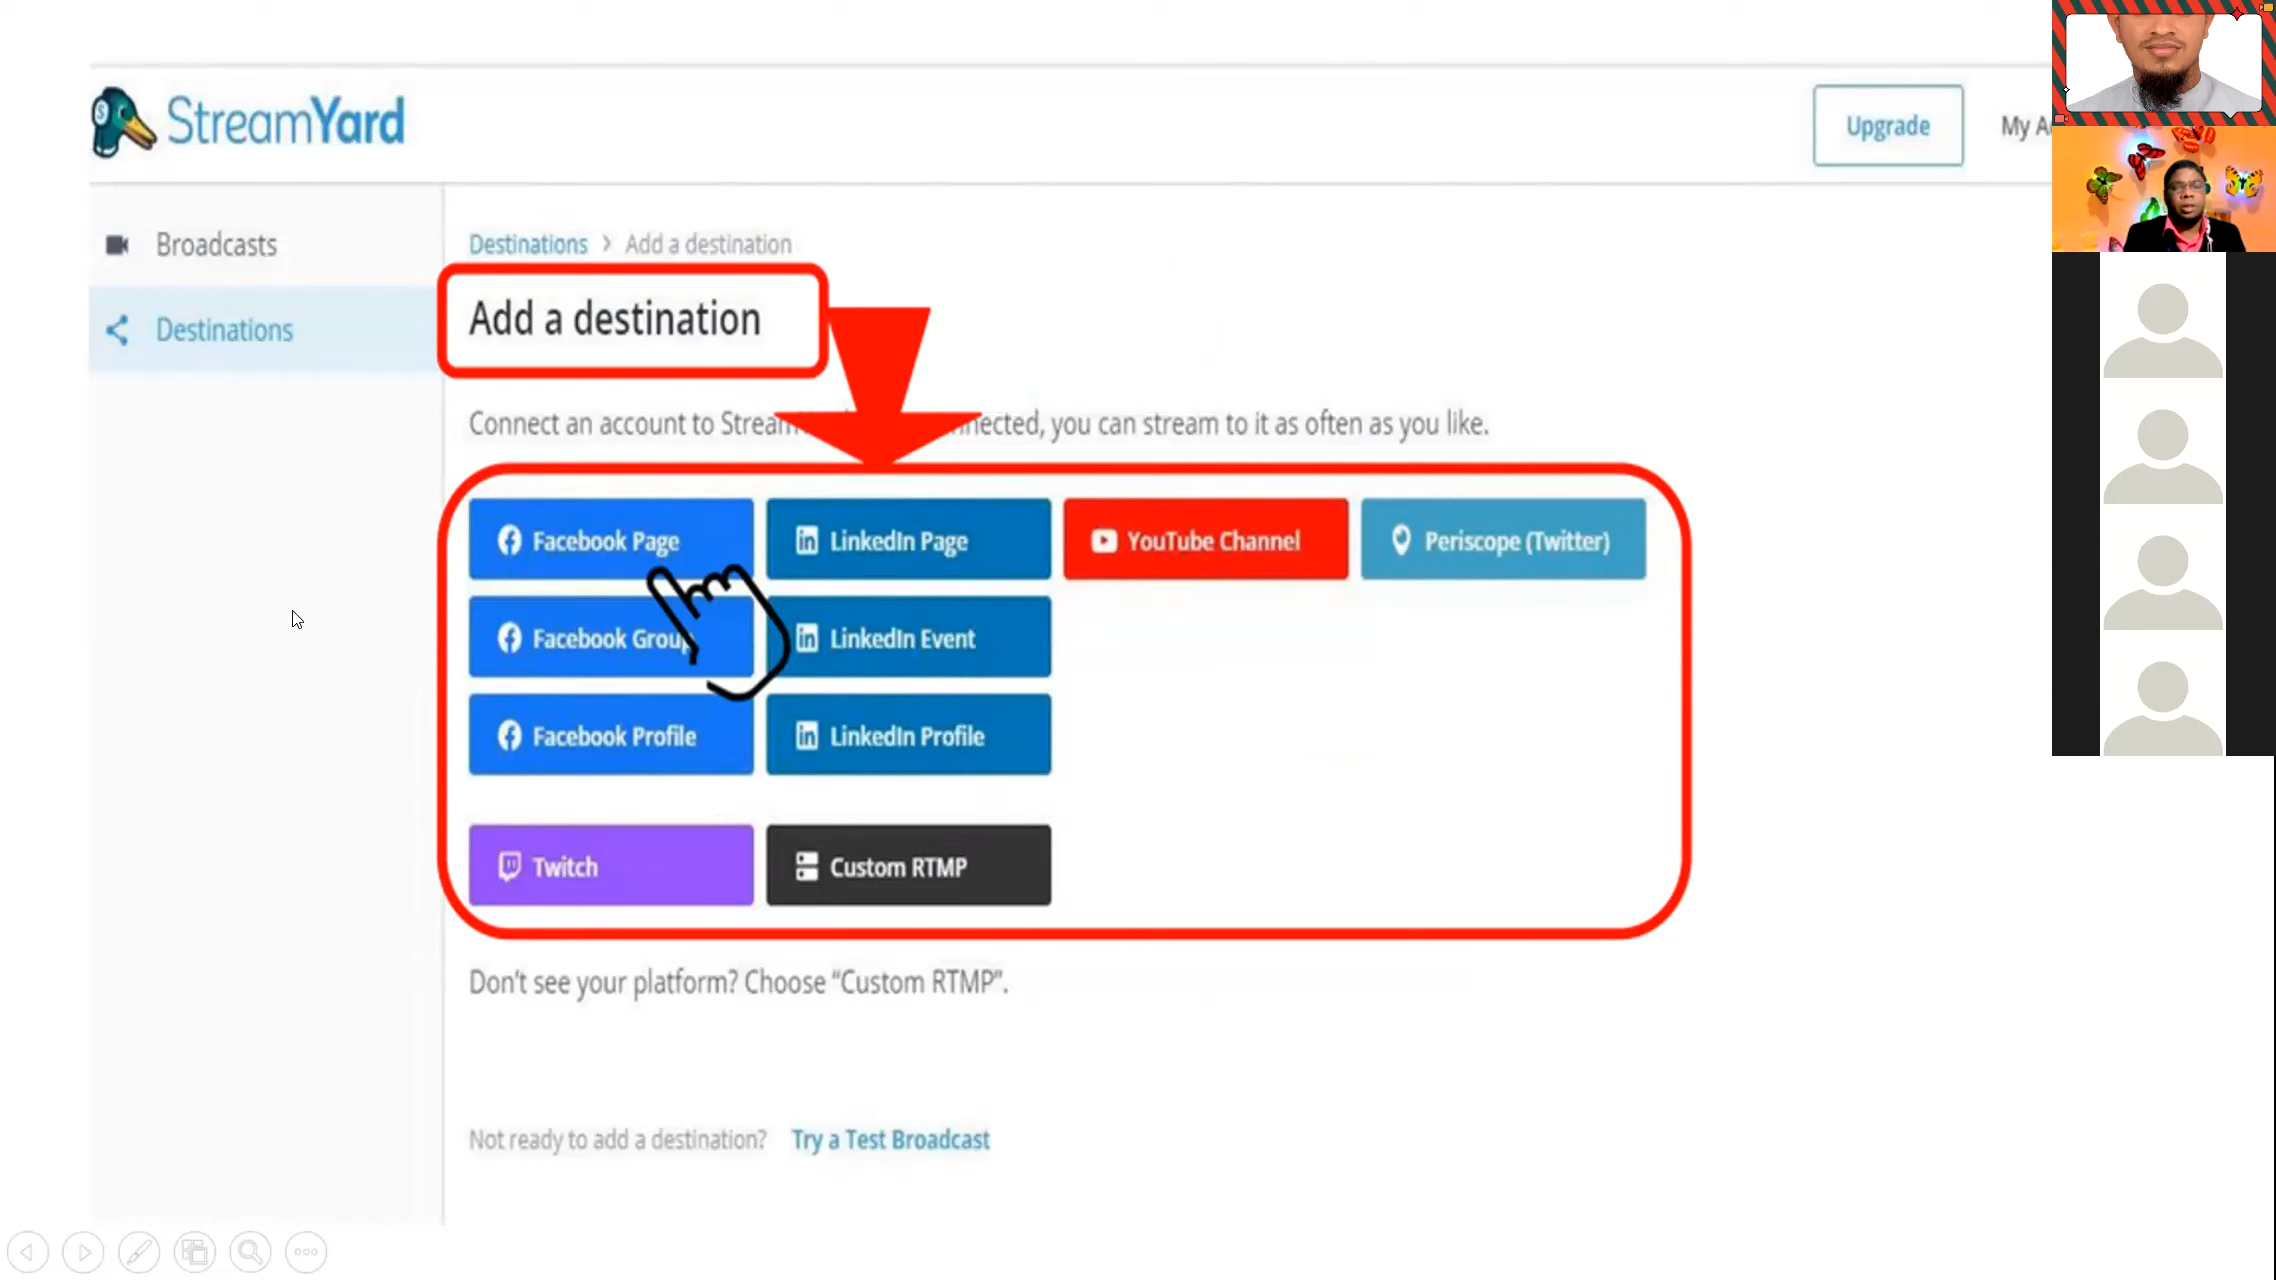 StreamYard
Upgrade
My
Broadcasts
Destinations
Destinations > Add a destination
Add a destination
Connect an account to you can stream to it as often as you like.
Facebook Page
LinkedIn Page
YouTube Channel
Periscope (Twitter)
Facebook Group
LinkedIn Event
Facebook Profile
LinkedIn Profile
Twitch
Custom RTMP
Don't see your platform? Choose “Custom RTMP”.
Not ready to add a destination? Try a Test Broadcast